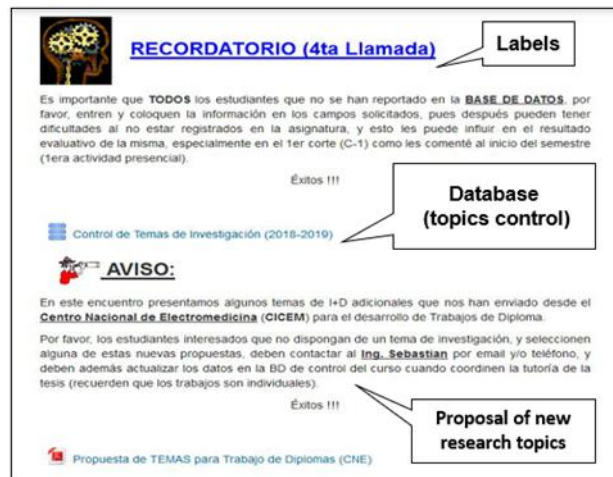 RECORDATORIO (4ta Llamada)
Labels
Es importante que TODOS los estudiantes que no se han reportado en la BASE DE DATOS, por
favor, entren y coloquen la información en los campos solicitados, pues después pueden tener
dificultades al no estar registrados en la asignatura, y esto les puede influir en el resultado
evaluativo de la misma, especialmente en el 1er corte (C-1) como les comenté al inicio del semestre
(1era actividad presencial).
Éxitos !!!
Database
(topics control)
Control de Temas de Investigación (2018-2019)
AVISO:
En este encuentro presentamos algunos temas de I+D adicionales que nos han enviado desde el
Centro Nacional de Electromedicina (CICEM) para el desarrollo de Trabajos de Diploma.
Por favor, los estudiantes interesados que no dispongan de un tema de investigación, y seleccionen
alguna de estas nuevas propuestas, deben contactar al Ing. Sebastian por email y/o teléfono, y
deben además actualizar los datos en la BD de control del curso cuando coordinen la tutoría de la
tesis (recuerden que los trabajos son individuales).
Éxitos !!!
Proposal of new
research topics
Propuesta de TEMAS para Trabajo de Diplomas (CNE)